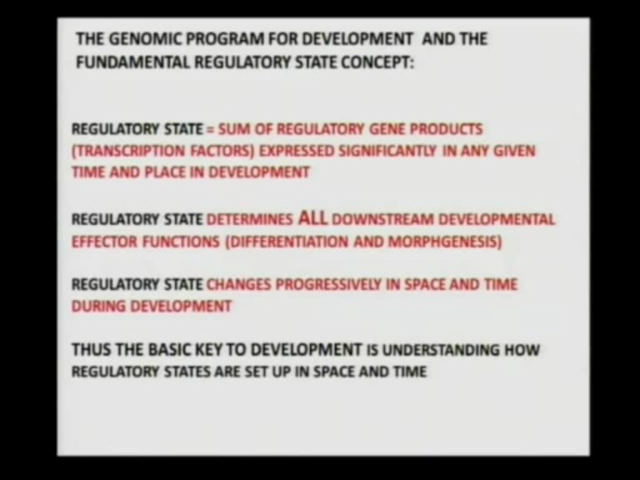 THE GENOMIC PROGRAM FOR DEVELOPMENT AND THE
FUNDAMENTAL REGULATORY STATE CONCEPT:
REGULATORY STATE = SUM OF REGULATORY GENE PRODUCTS
(TRANSCRIPTION FACTORS) EXPRESSED SIGNIFICANTLY IN ANY GIVEN
TIME AND PLACE IN DEVELOPMENT
REGULATORY STATE DETERMINES ALL DOWNSTREAM DEVELOPMENTAL
EFFECTOR FUNCTIONS (DIFFERENTIATION AND MORPHGENESIS)
REGULATORY STATE CHANGES PROGRESSIVELY IN SPACE AND TIME
DURING DEVELOPMENT
THUS THE BASIC KEY TO DEVELOPMENT IS UNDERSTANDING HOW
REGULATORY STATES ARE SET UP IN SPACE AND TIME